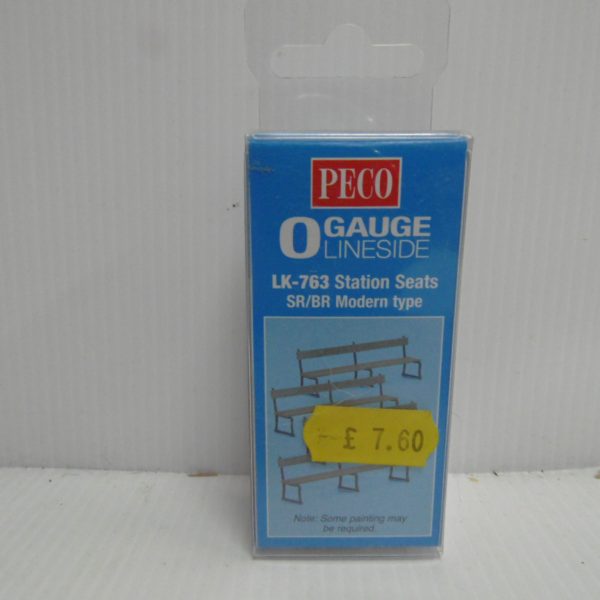 PECO
O GAUGE
LINESIDE
LK-763 Station Seats
SR/BR Modern type
£ 7.60
Note: Some painting may
be required.